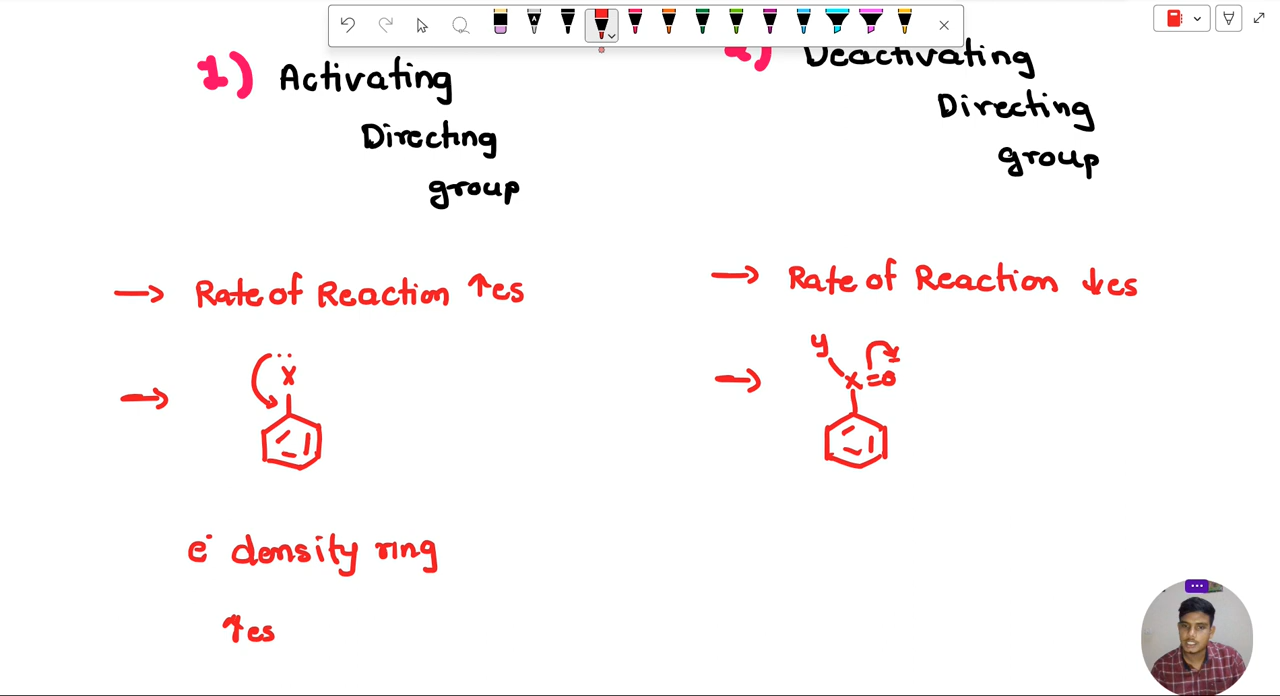 1) Activating
Directing
group
→ Rate of Reaction ↑es
→
Ẍ
e⁻ density ring
↑es
2) Deactivating
Directing
group
→ Rate of Reaction ↓es
→
y
x=O